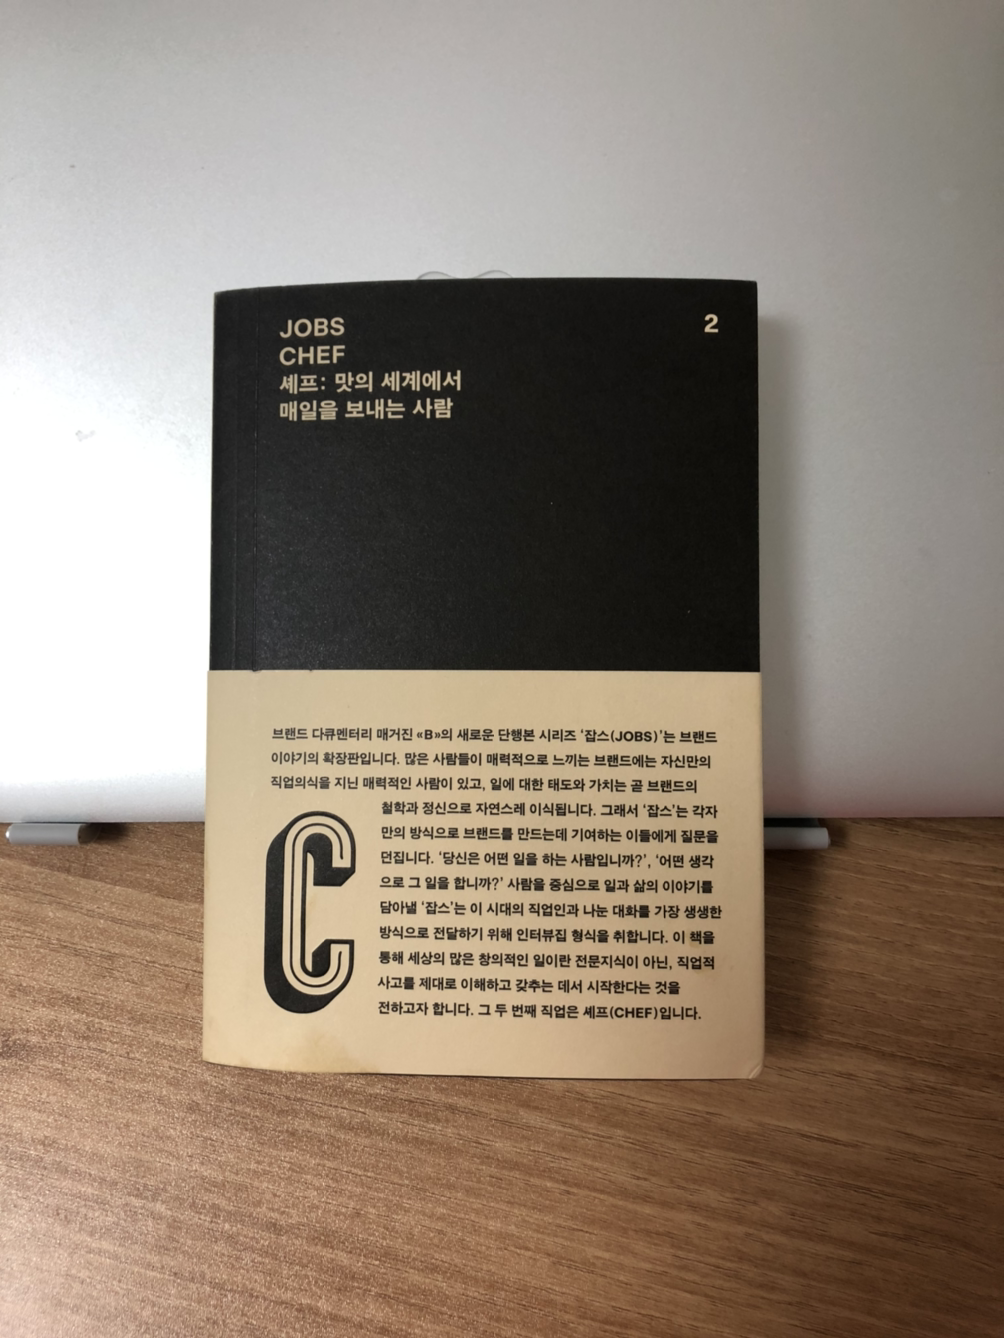 JOBS
CHEF
셰프: 맛의 세계에서
매일을 보내는 사람
2
브랜드 다큐멘터리 매거진 «B»의 새로운 단행본 시리즈 ‘잡스(JOBS)’는 브랜드
이야기의 확장판입니다. 많은 사람들이 매력적으로 느끼는 브랜드에는 자신만의
직업의식을 지닌 매력적인 사람이 있고, 일에 대한 태도와 가치는 곧 브랜드의
철학과 정신으로 자연스레 이식됩니다. 그래서 ‘잡스’는 각자
만의 방식으로 브랜드를 만드는데 기여하는 이들에게 질문을
던집니다. ‘당신은 어떤 일을 하는 사람입니까?’, ‘어떤 생각
으로 그 일을 합니까?’ 사람을 중심으로 일과 삶의 이야기를
담아낼 ‘잡스’는 이 시대의 직업인과 나눈 대화를 가장 생생한
방식으로 전달하기 위해 인터뷰집 형식을 취합니다. 이 책을
통해 세상의 많은 창의적인 일이란 전문지식이 아닌, 직업적
사고를 제대로 이해하고 갖추는 데서 시작한다는 것을
전하고자 합니다. 그 두 번째 직업은 셰프(CHEF)입니다.
C